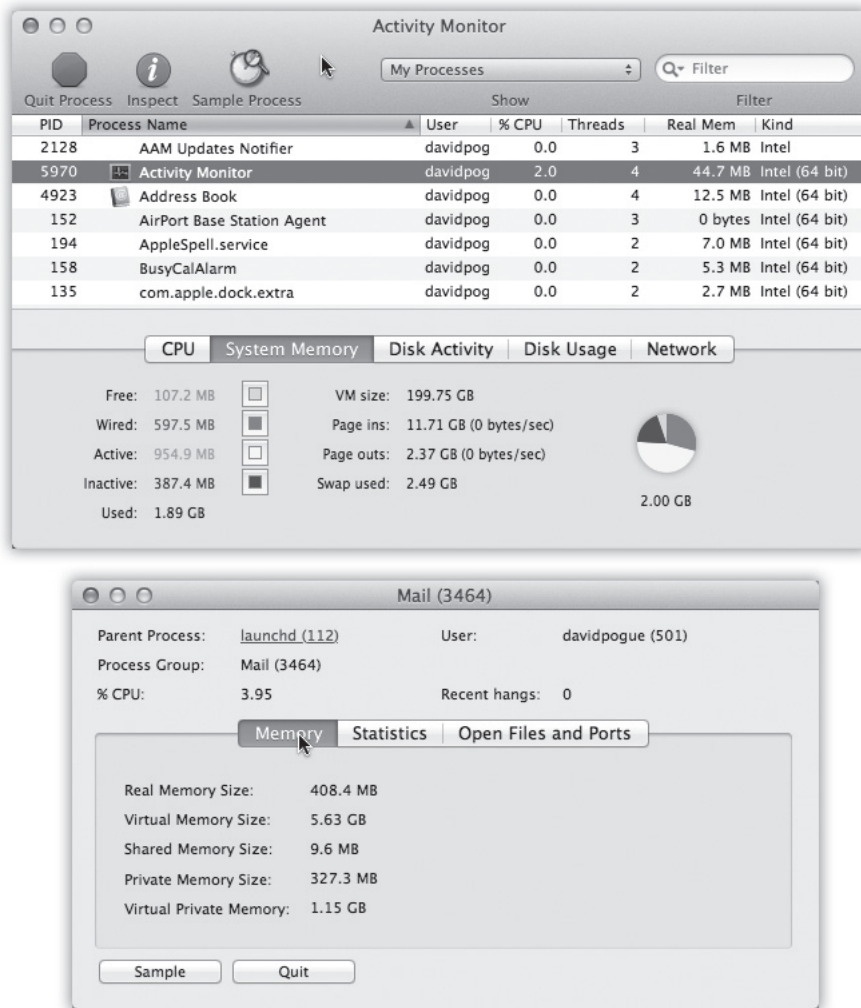 Activity Monitor
My Processes
Filter
Quit Process Inspect Sample Process Show Filter
PID Process Name User % CPU Threads Real Mem Kind
2128 AAM Updates Notifier davidpog 0.0 3 1.6 MB Intel
5970 Activity Monitor davidpog 2.0 4 44.7 MB Intel (64 bit)
4923 Address Book davidpog 0.0 4 12.5 MB Intel (64 bit)
152 AirPort Base Station Agent davidpog 0.0 3 0 bytes Intel (64 bit)
194 AppleSpell.service davidpog 0.0 2 7.0 MB Intel (64 bit)
158 BusyCalAlarm davidpog 0.0 2 5.3 MB Intel (64 bit)
135 com.apple.dock.extra davidpog 0.0 2 2.7 MB Intel (64 bit)
CPU System Memory Disk Activity Disk Usage Network
Free: 107.2 MB VM size: 199.75 GB
Wired: 597.5 MB Page ins: 11.71 GB (0 bytes/sec)
Active: 954.9 MB Page outs: 2.37 GB (0 bytes/sec)
Inactive: 387.4 MB Swap used: 2.49 GB
Used: 1.89 GB
2.00 GB
Mail (3464)
Parent Process: launchd (112) User: davidpogue (501)
Process Group: Mail (3464)
% CPU: 3.95 Recent hangs: 0
Memory Statistics Open Files and Ports
Real Memory Size: 408.4 MB
Virtual Memory Size: 5.63 GB
Shared Memory Size: 9.6 MB
Private Memory Size: 327.3 MB
Virtual Private Memory: 1.15 GB
Sample Quit